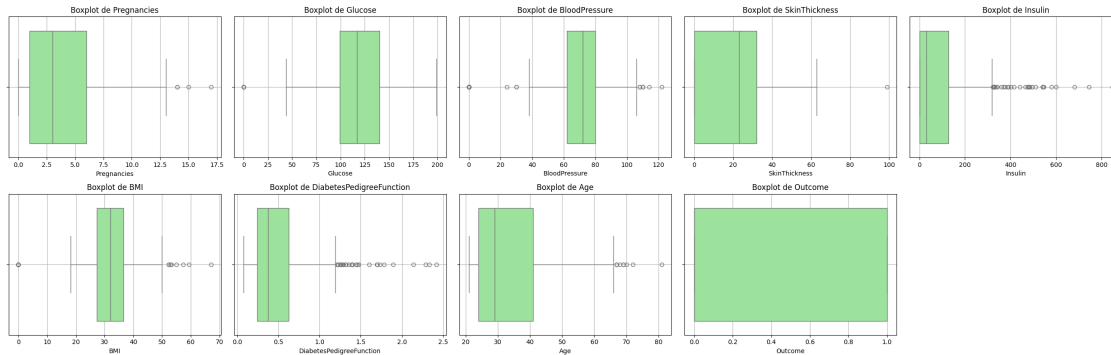 Boxplot de Pregnancies
0.0 2.5 5.0 7.5 10.0 12.5 15.0 17.5
Pregnancies
Boxplot de Glucose
0 50 100 150 200
Glucose
Boxplot de BloodPressure
0 20 40 60 80 100 120
BloodPressure
Boxplot de SkinThickness
0 20 40 60 80 100
SkinThickness
Boxplot de Insulin
0 200 400 600 800
Insulin
Boxplot de BMI
0 10 20 30 40 50 60 70
BMI
Boxplot de DiabetesPedigreeFunction
0.0 0.5 1.0 1.5 2.0 2.5
DiabetesPedigreeFunction
Boxplot de Age
20 30 40 50 60 70 80
Age
Boxplot de Outcome
0.0 0.2 0.4 0.6 0.8 1.0
Outcome